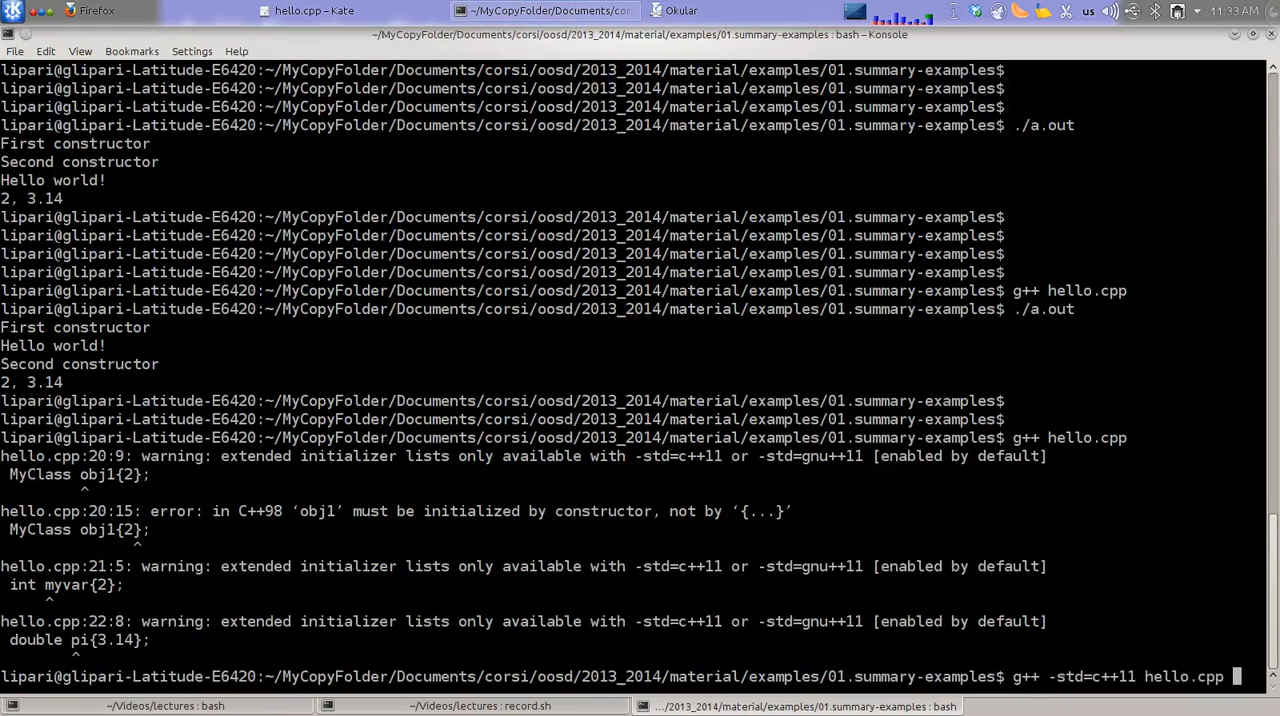 Firefox
hello.cpp – Kate
~/MyCopyFolder/Documents/cor
Okular
us
11:33 AM
~/MyCopyFolder/Documents/corsi/oosd/2013_2014/material/examples/01.summary-examples : bash – Konsole
File Edit View Bookmarks Settings Help
lipari@glipari-Latitude-E6420:~/MyCopyFolder/Documents/corsi/oosd/2013_2014/material/examples/01.summary-examples$
lipari@glipari-Latitude-E6420:~/MyCopyFolder/Documents/corsi/oosd/2013_2014/material/examples/01.summary-examples$
lipari@glipari-Latitude-E6420:~/MyCopyFolder/Documents/corsi/oosd/2013_2014/material/examples/01.summary-examples$
lipari@glipari-Latitude-E6420:~/MyCopyFolder/Documents/corsi/oosd/2013_2014/material/examples/01.summary-examples$ ./a.out
First constructor
Second constructor
Hello world!
2, 3.14
lipari@glipari-Latitude-E6420:~/MyCopyFolder/Documents/corsi/oosd/2013_2014/material/examples/01.summary-examples$
lipari@glipari-Latitude-E6420:~/MyCopyFolder/Documents/corsi/oosd/2013_2014/material/examples/01.summary-examples$
lipari@glipari-Latitude-E6420:~/MyCopyFolder/Documents/corsi/oosd/2013_2014/material/examples/01.summary-examples$
lipari@glipari-Latitude-E6420:~/MyCopyFolder/Documents/corsi/oosd/2013_2014/material/examples/01.summary-examples$
lipari@glipari-Latitude-E6420:~/MyCopyFolder/Documents/corsi/oosd/2013_2014/material/examples/01.summary-examples$ g++ hello.cpp
lipari@glipari-Latitude-E6420:~/MyCopyFolder/Documents/corsi/oosd/2013_2014/material/examples/01.summary-examples$ ./a.out
First constructor
Hello world!
Second constructor
2, 3.14
lipari@glipari-Latitude-E6420:~/MyCopyFolder/Documents/corsi/oosd/2013_2014/material/examples/01.summary-examples$
lipari@glipari-Latitude-E6420:~/MyCopyFolder/Documents/corsi/oosd/2013_2014/material/examples/01.summary-examples$
lipari@glipari-Latitude-E6420:~/MyCopyFolder/Documents/corsi/oosd/2013_2014/material/examples/01.summary-examples$ g++ hello.cpp
hello.cpp:20:9: warning: extended initializer lists only available with -std=c++11 or -std=gnu++11 [enabled by default]
MyClass obj1{2};
^
hello.cpp:20:15: error: in C++98 ‘obj1’ must be initialized by constructor, not by ‘{...}’
MyClass obj1{2};
^
hello.cpp:21:5: warning: extended initializer lists only available with -std=c++11 or -std=gnu++11 [enabled by default]
int myvar{2};
^
hello.cpp:22:8: warning: extended initializer lists only available with -std=c++11 or -std=gnu++11 [enabled by default]
double pi{3.14};
^
lipari@glipari-Latitude-E6420:~/MyCopyFolder/Documents/corsi/oosd/2013_2014/material/examples/01.summary-examples$ g++ -std=c++11 hello.cpp
~/Videos/lectures : bash
~/Videos/lectures : record.sh
.../2013_2014/material/examples/01.summary-examples : bash